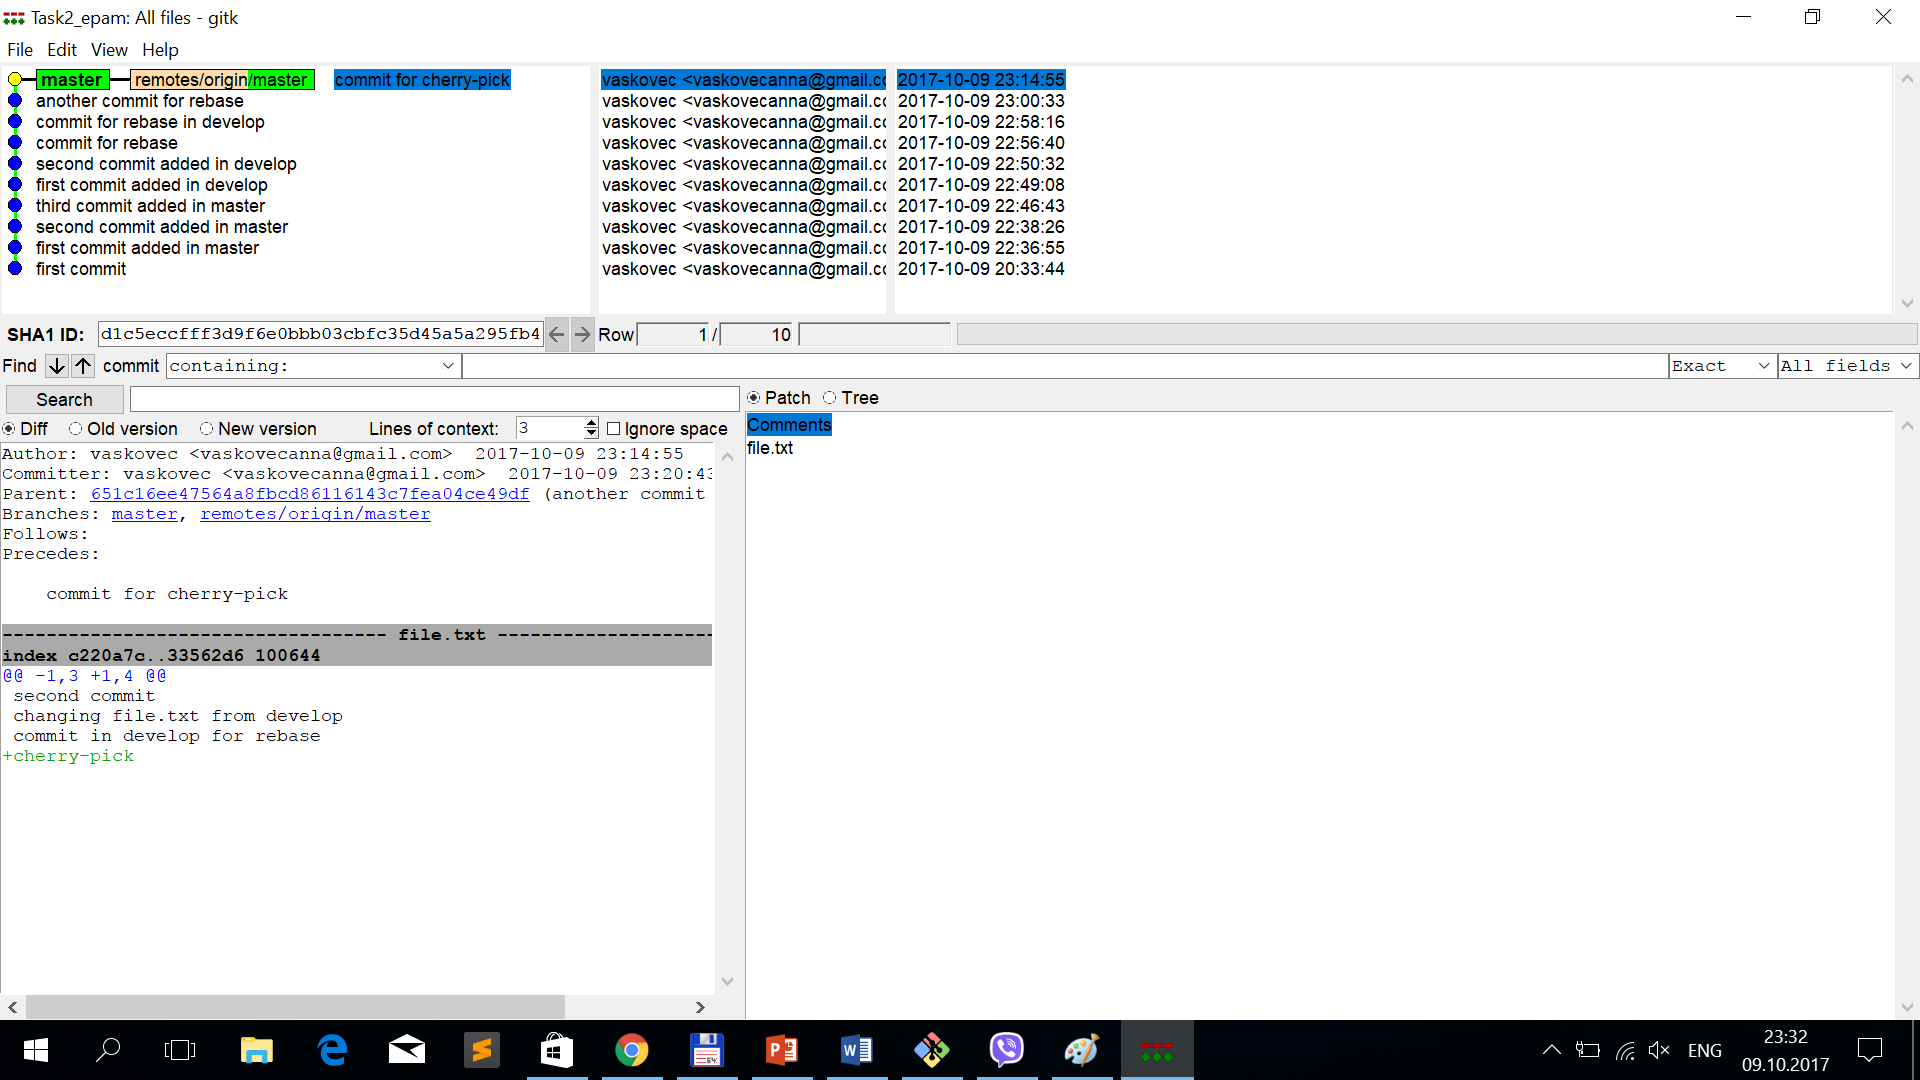 Task2_epam: All files - gitk
File Edit View Help
master remotes/origin/master commit for cherry-pick vaskovec <vaskovecanna@gmail.cc 2017-10-09 23:14:55
another commit for rebase vaskovec <vaskovecanna@gmail.cc 2017-10-09 23:00:33
commit for rebase in develop vaskovec <vaskovecanna@gmail.cc 2017-10-09 22:58:16
commit for rebase vaskovec <vaskovecanna@gmail.cc 2017-10-09 22:56:40
second commit added in develop vaskovec <vaskovecanna@gmail.cc 2017-10-09 22:50:32
first commit added in develop vaskovec <vaskovecanna@gmail.cc 2017-10-09 22:49:08
third commit added in master vaskovec <vaskovecanna@gmail.cc 2017-10-09 22:46:43
second commit added in master vaskovec <vaskovecanna@gmail.cc 2017-10-09 22:38:26
first commit added in master vaskovec <vaskovecanna@gmail.cc 2017-10-09 22:36:55
first commit vaskovec <vaskovecanna@gmail.cc 2017-10-09 20:33:44
SHA1 ID: d1c5eccfff3d9f6e0bbb03cbfc35d45a5a295fb4 Row 1 / 10
Find commit containing: Exact All fields
Search Patch Tree
Diff Old version New version Lines of context: 3 Ignore space
Comments
file.txt
Author: vaskovec <vaskovecanna@gmail.com> 2017-10-09 23:14:55
Committer: vaskovec <vaskovecanna@gmail.com> 2017-10-09 23:20:43
Parent: 651c16ee47564a8fbcd86116143c7fea04ce49df (another commit
Branches: master, remotes/origin/master
Follows:
Precedes:
commit for cherry-pick
----------------------------------- file.txt --------------------
index c220a7c..33562d6 100644
@@ -1,3 +1,4 @@
second commit
changing file.txt from develop
commit in develop for rebase
+cherry-pick
64:
ENG
23:32
09.10.2017